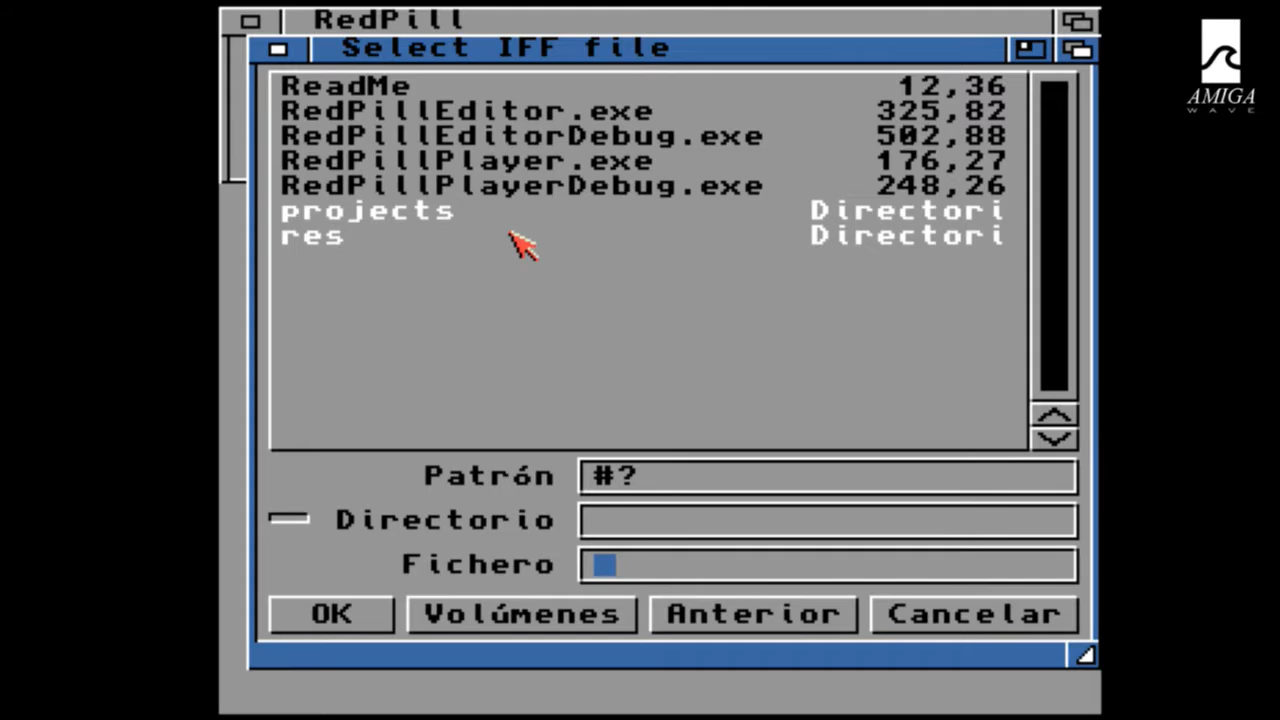 RedPill
Select IFF file
ReadMe 12,36
RedPillEditor.exe 325,82
RedPillEditorDebug.exe 502,88
RedPillPlayer.exe 176,27
RedPillPlayerDebug.exe 248,26
projects Directori
res Directori
Patrón #?
Directorio
Fichero
OK Volúmenes Anterior Cancelar
AMIGA
WAVE